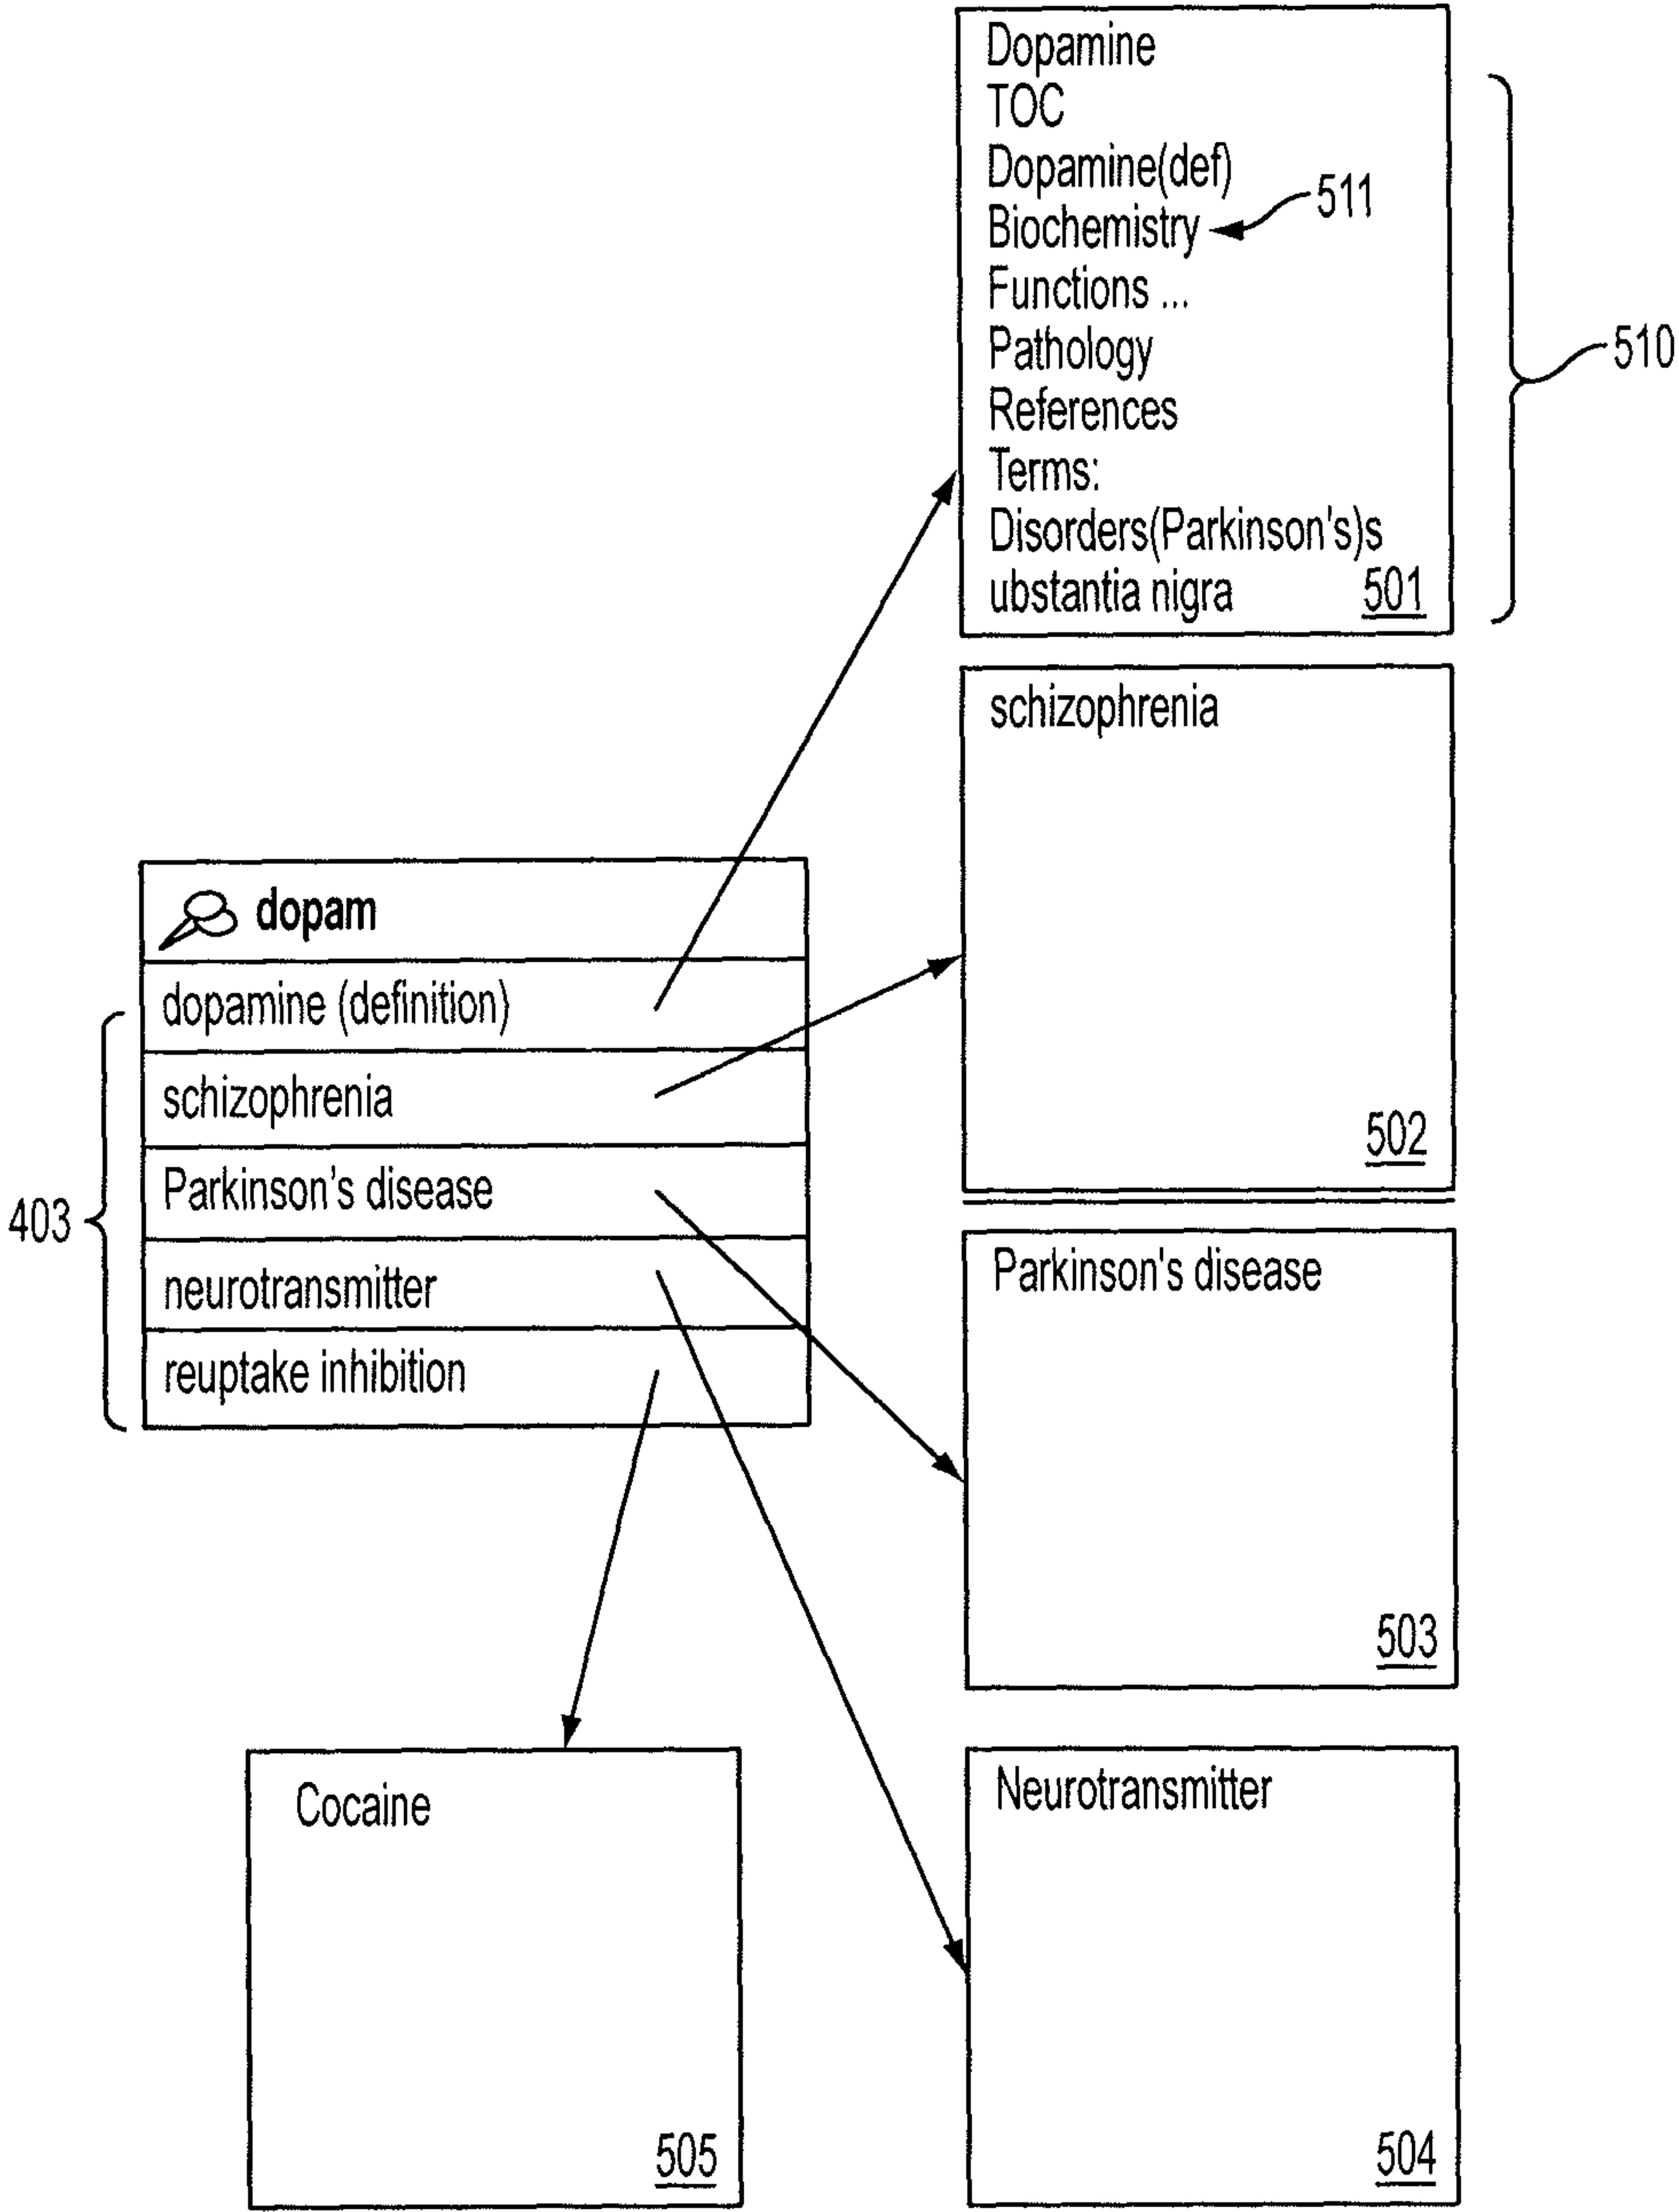 Dopamine
TOC
Dopamine(def)
Biochemistry
511
Functions ...
Pathology
510
References
Terms:
Disorders(Parkinson's)s
ubstantia nigra
501
schizophrenia
502
dopam
dopamine (definition)
schizophrenia
Parkinson's disease
neurotransmitter
reuptake inhibition
403
Parkinson's disease
503
Cocaine
505
Neurotransmitter
504